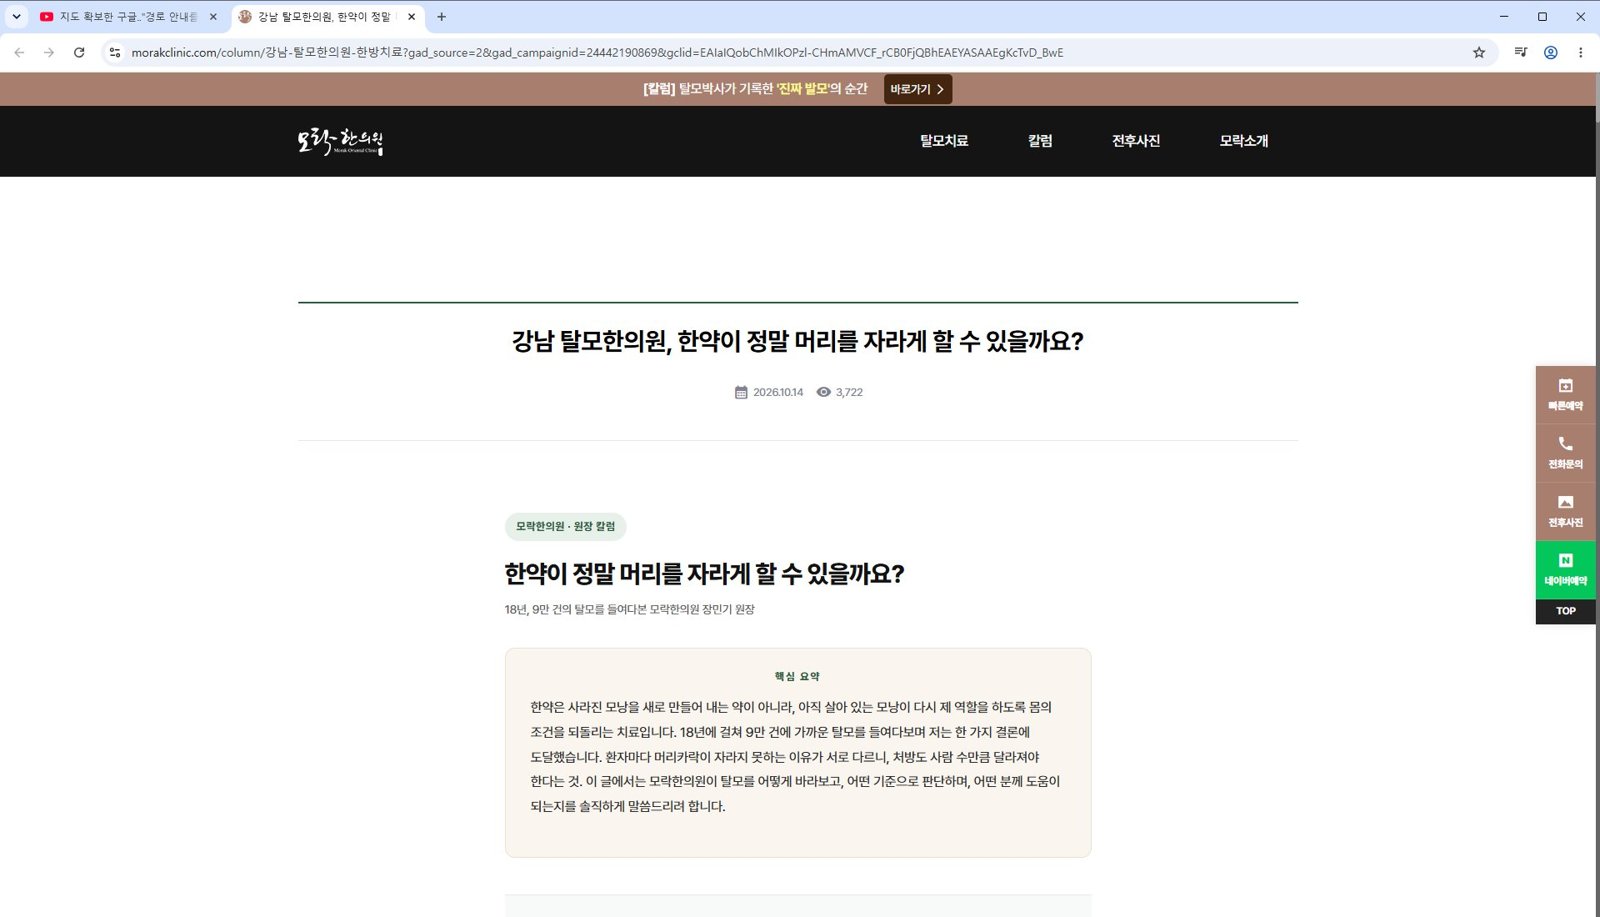 지도 확보한 구글.."경로 안내를
강남 탈모한의원, 한약이 정말
morakclinic.com/column/강남-탈모한의원-한방치료?gad_source=2&gad_campaignid=24442190869&gclid=EAIaIQobChMIkOPzI-CHmAMVCF_rCB0FjQBhEAEYASAAEgKcTvD_BwE
[칼럼] 탈모박사가 기록한 '진짜 발모'의 순간 바로가기
모락한의원
Morak Oriental Clinic
탈모치료 칼럼 전후사진 모락소개
강남 탈모한의원, 한약이 정말 머리를 자라게 할 수 있을까요?
2026.10.14 3,722
모락한의원 · 원장 칼럼
한약이 정말 머리를 자라게 할 수 있을까요?
18년, 9만 건의 탈모를 들여다본 모락한의원 장민기 원장
핵심 요약
한약은 사라진 모낭을 새로 만들어 내는 약이 아니라, 아직 살아 있는 모낭이 다시 제 역할을 하도록 몸의
조건을 되돌리는 치료입니다. 18년에 걸쳐 9만 건에 가까운 탈모를 들여다보며 저는 한 가지 결론에
도달했습니다. 환자마다 머리카락이 자라지 못하는 이유가 서로 다르니, 처방도 사람 수만큼 달라져야
한다는 것. 이 글에서는 모락한의원이 탈모를 어떻게 바라보고, 어떤 기준으로 판단하며, 어떤 분께 도움이
되는지를 솔직하게 말씀드리려 합니다.
빠른예약
전화문의
전후사진
N
네이버예약
TOP